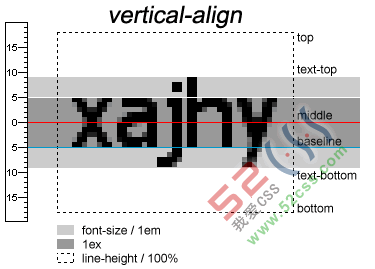 vertical-align
15
10
5
0
5
10
15
top
text-top
middle
baseline
text-bottom
bottom
xajhy
font-size / 1em
1ex
line-height / 100%
52CSS
我爱CSS
www.52css.com